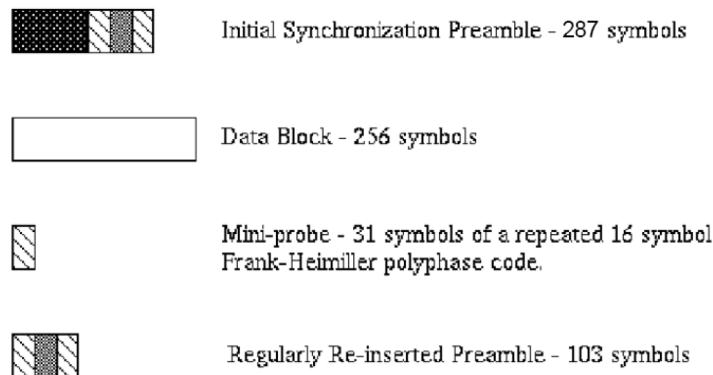 Initial Synchronization Preamble - 287 symbols
Data Block - 256 symbols
Mini-probe - 31 symbols of a repeated 16 symbol
Frank-Heimiller polyphase code.
Regularly Re-inserted Preamble - 103 symbols